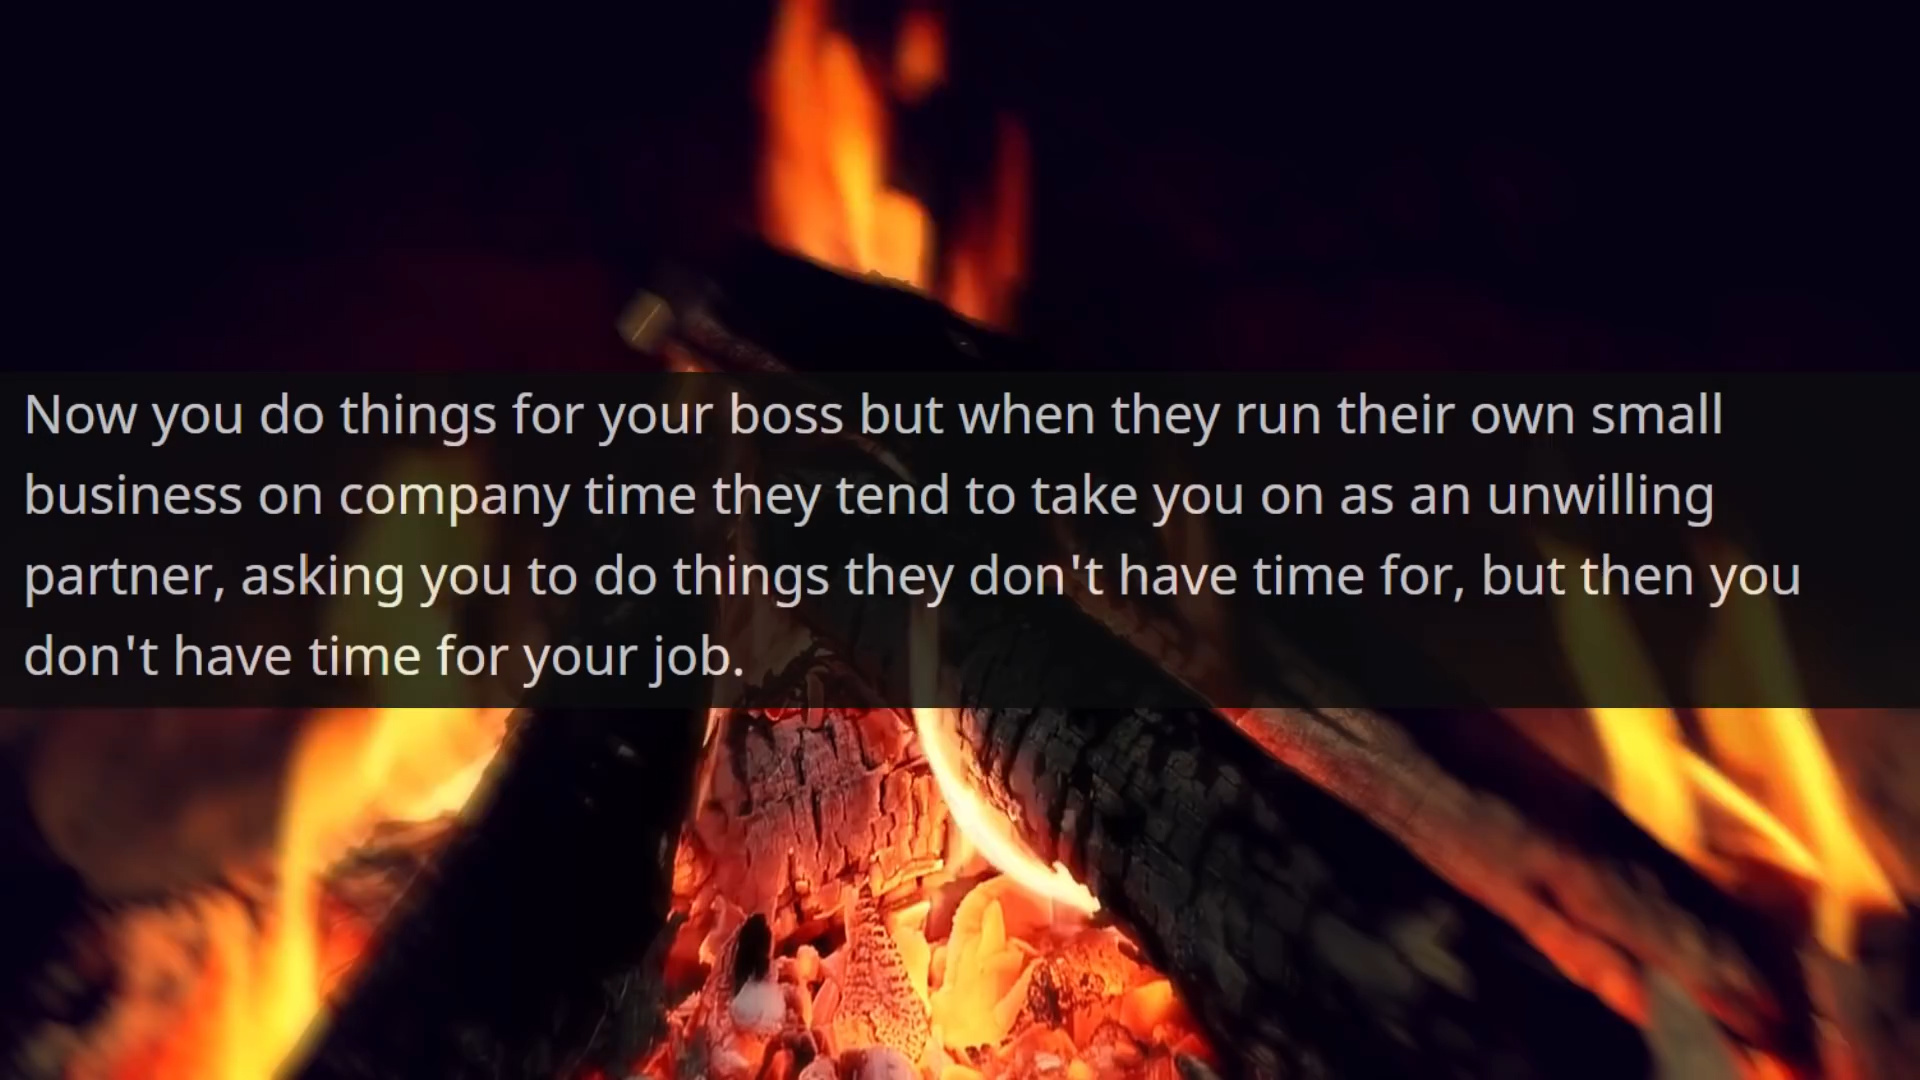 Now you do things for your boss but when they run their own small
business on company time they tend to take you on as an unwilling
partner, asking you to do things they don't have time for, but then you
don't have time for your job.